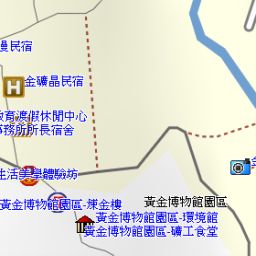 漫民宿
金礦晶民宿
教育渡假休閒中心
事務所所長宿舍
生活美學體驗坊
黃金博物館園區
黃金博物館園區-煉金樓
黃金博物館園區-環境館
黃金博物館園區-礦工食堂